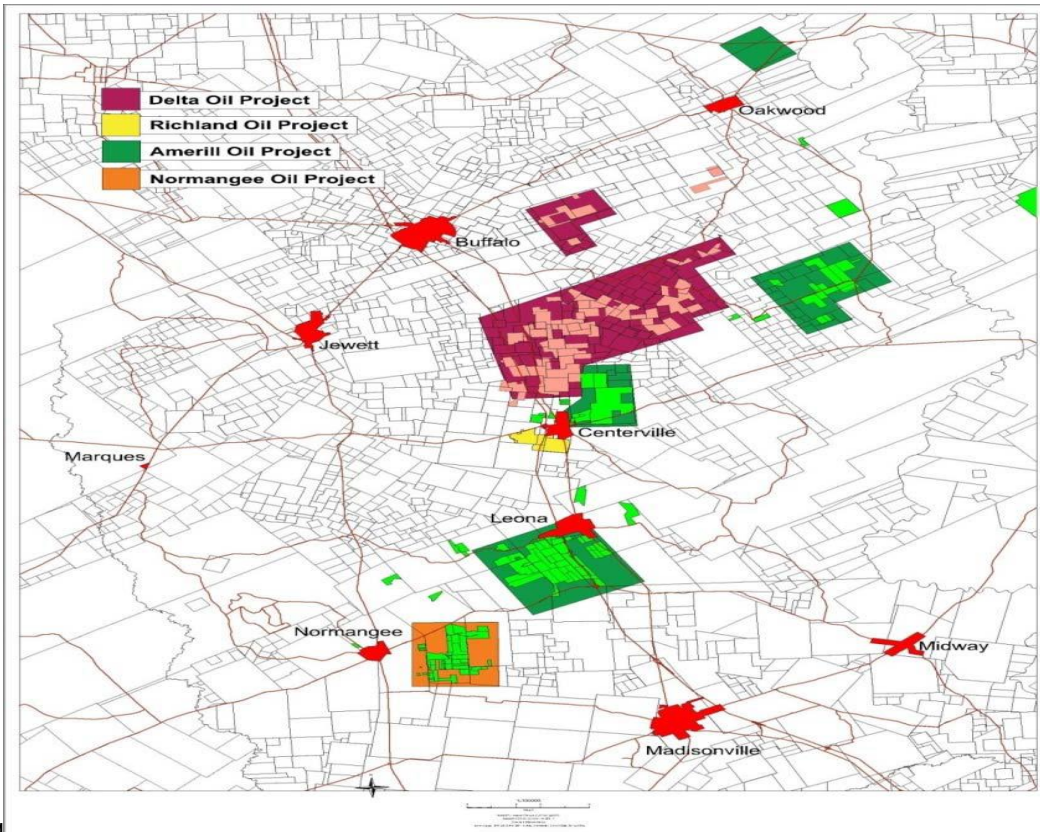 Delta Oil Project
Richland Oil Project
Amerill Oil Project
Normangee Oil Project
Oakwood
Buffalo
Jewett
Centerville
Marques
Leona
Normangee
Midway
Madisonville